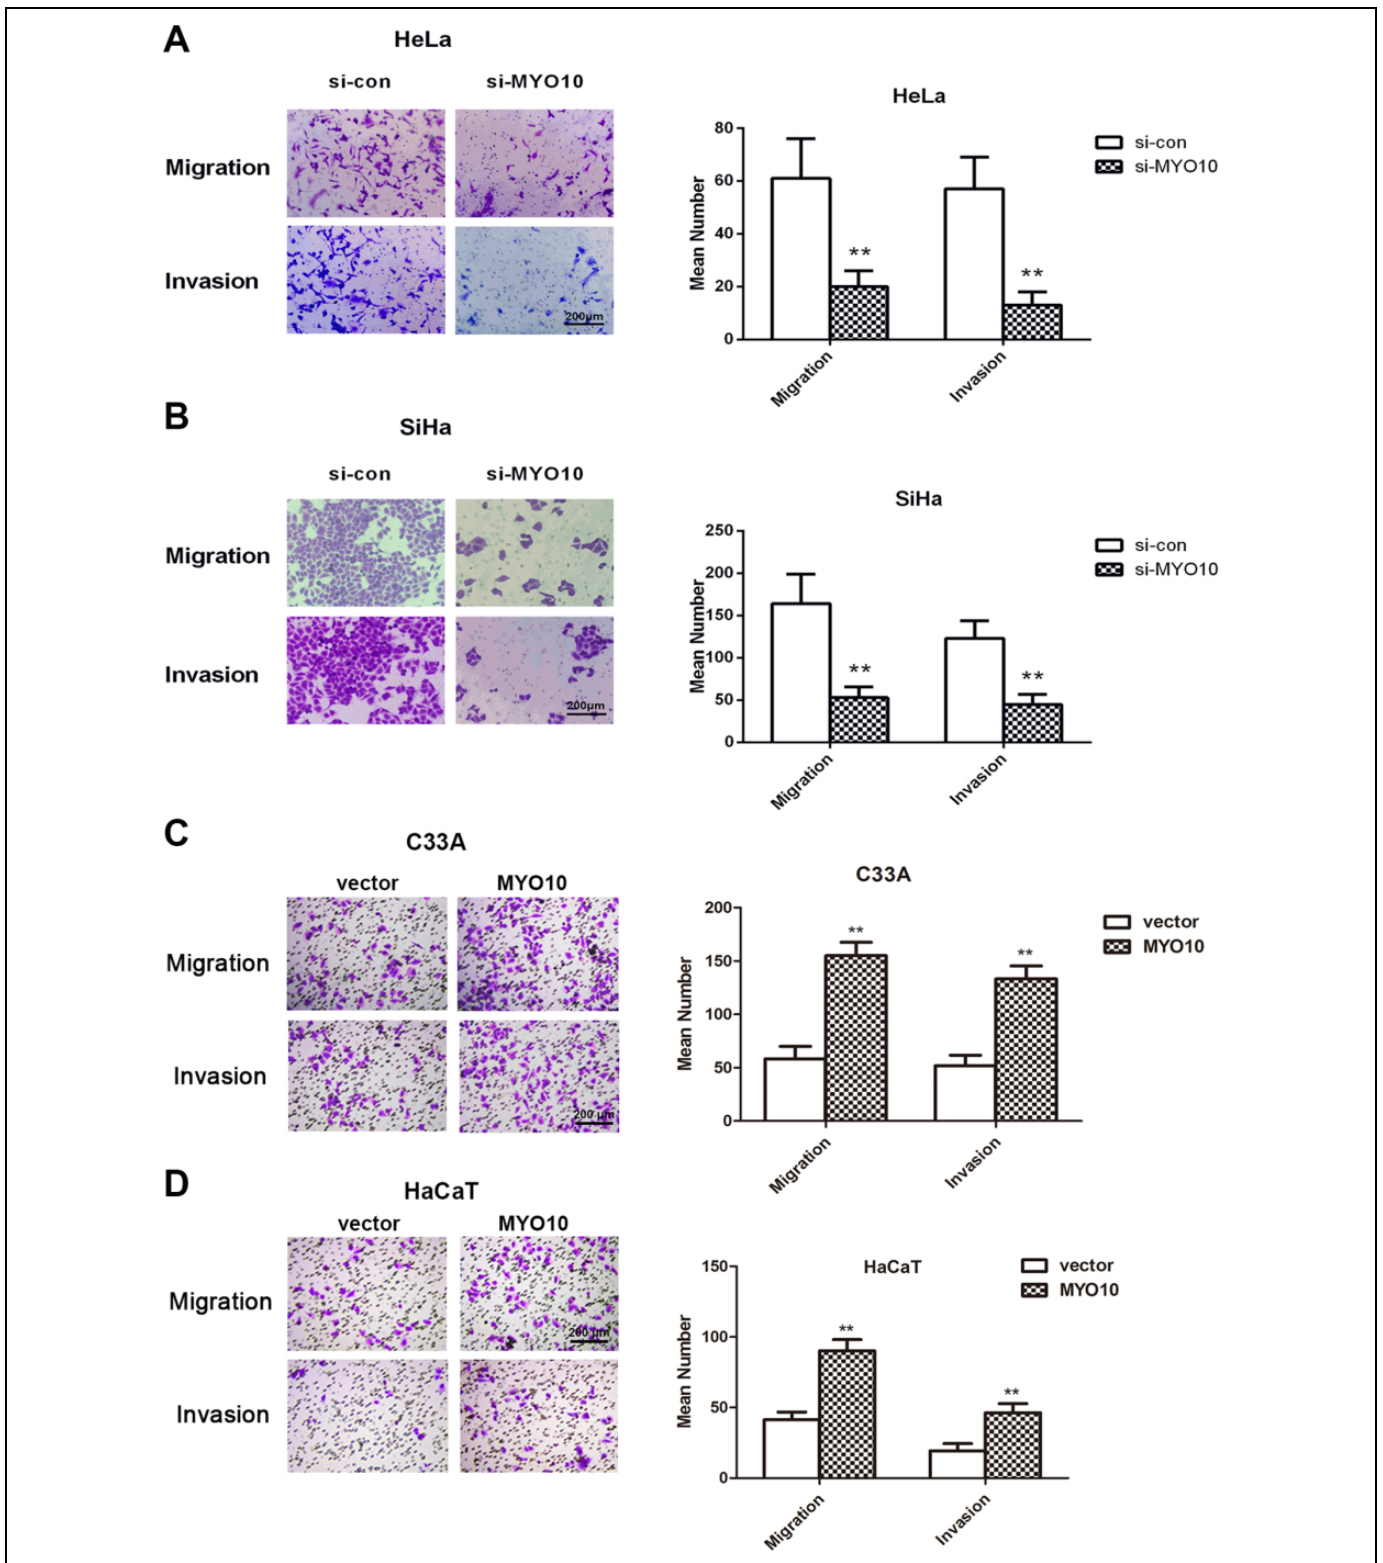 A
HeLa
si-con si-MYO10
Migration
Invasion
200μm
HeLa
Mean Number
80
60
40
20
0
**
**
Migration
Invasion
si-con
si-MYO10
B
SiHa
si-con si-MYO10
Migration
Invasion
200μm
SiHa
Mean Number
250
200
150
100
50
0
**
**
Migration
Invasion
si-con
si-MYO10
C
C33A
vector MYO10
Migration
Invasion
200 μm
C33A
Mean Number
200
150
100
50
0
**
**
Migration
Invasion
vector
MYO10
D
HaCaT
vector MYO10
Migration
200 μm
Invasion
HaCaT
Mean Number
150
100
50
0
**
**
Migration
Invasion
vector
MYO10